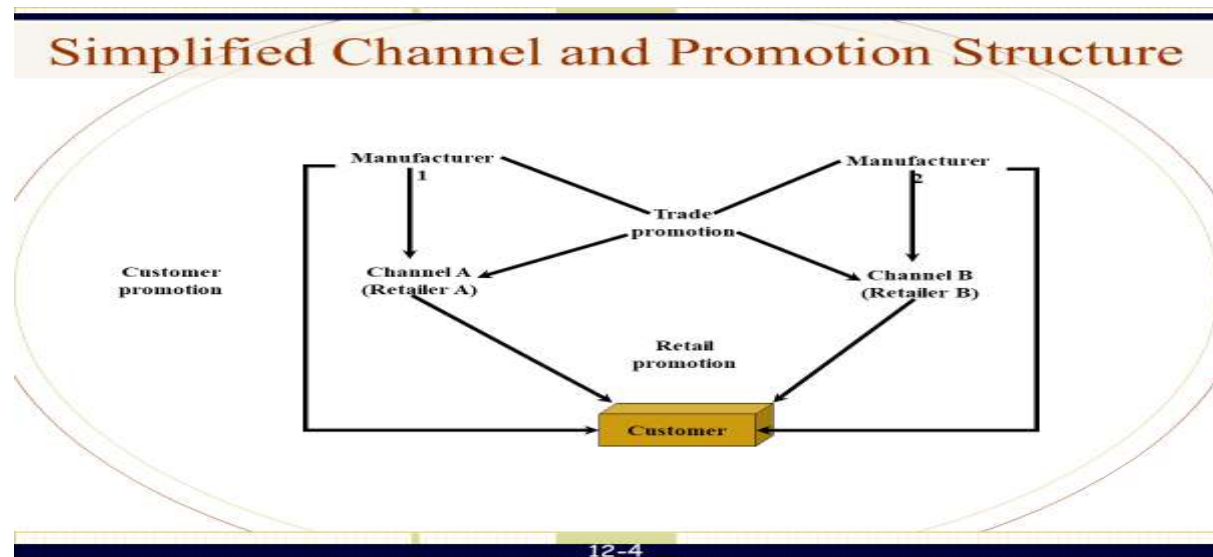 Simplified Channel and Promotion Structure
Manufacturer
1
Manufacturer
2
Trade
promotion
Customer
promotion
Channel A
(Retailer A)
Channel B
(Retailer B)
Retail
promotion
Customer
12-4